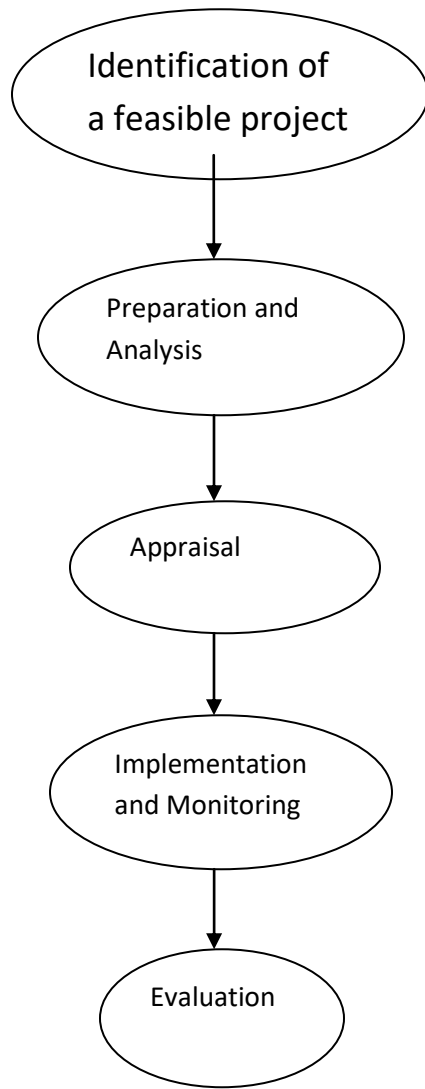 Identification of
a feasible project
Preparation and
Analysis
Appraisal
Implementation
and Monitoring
Evaluation